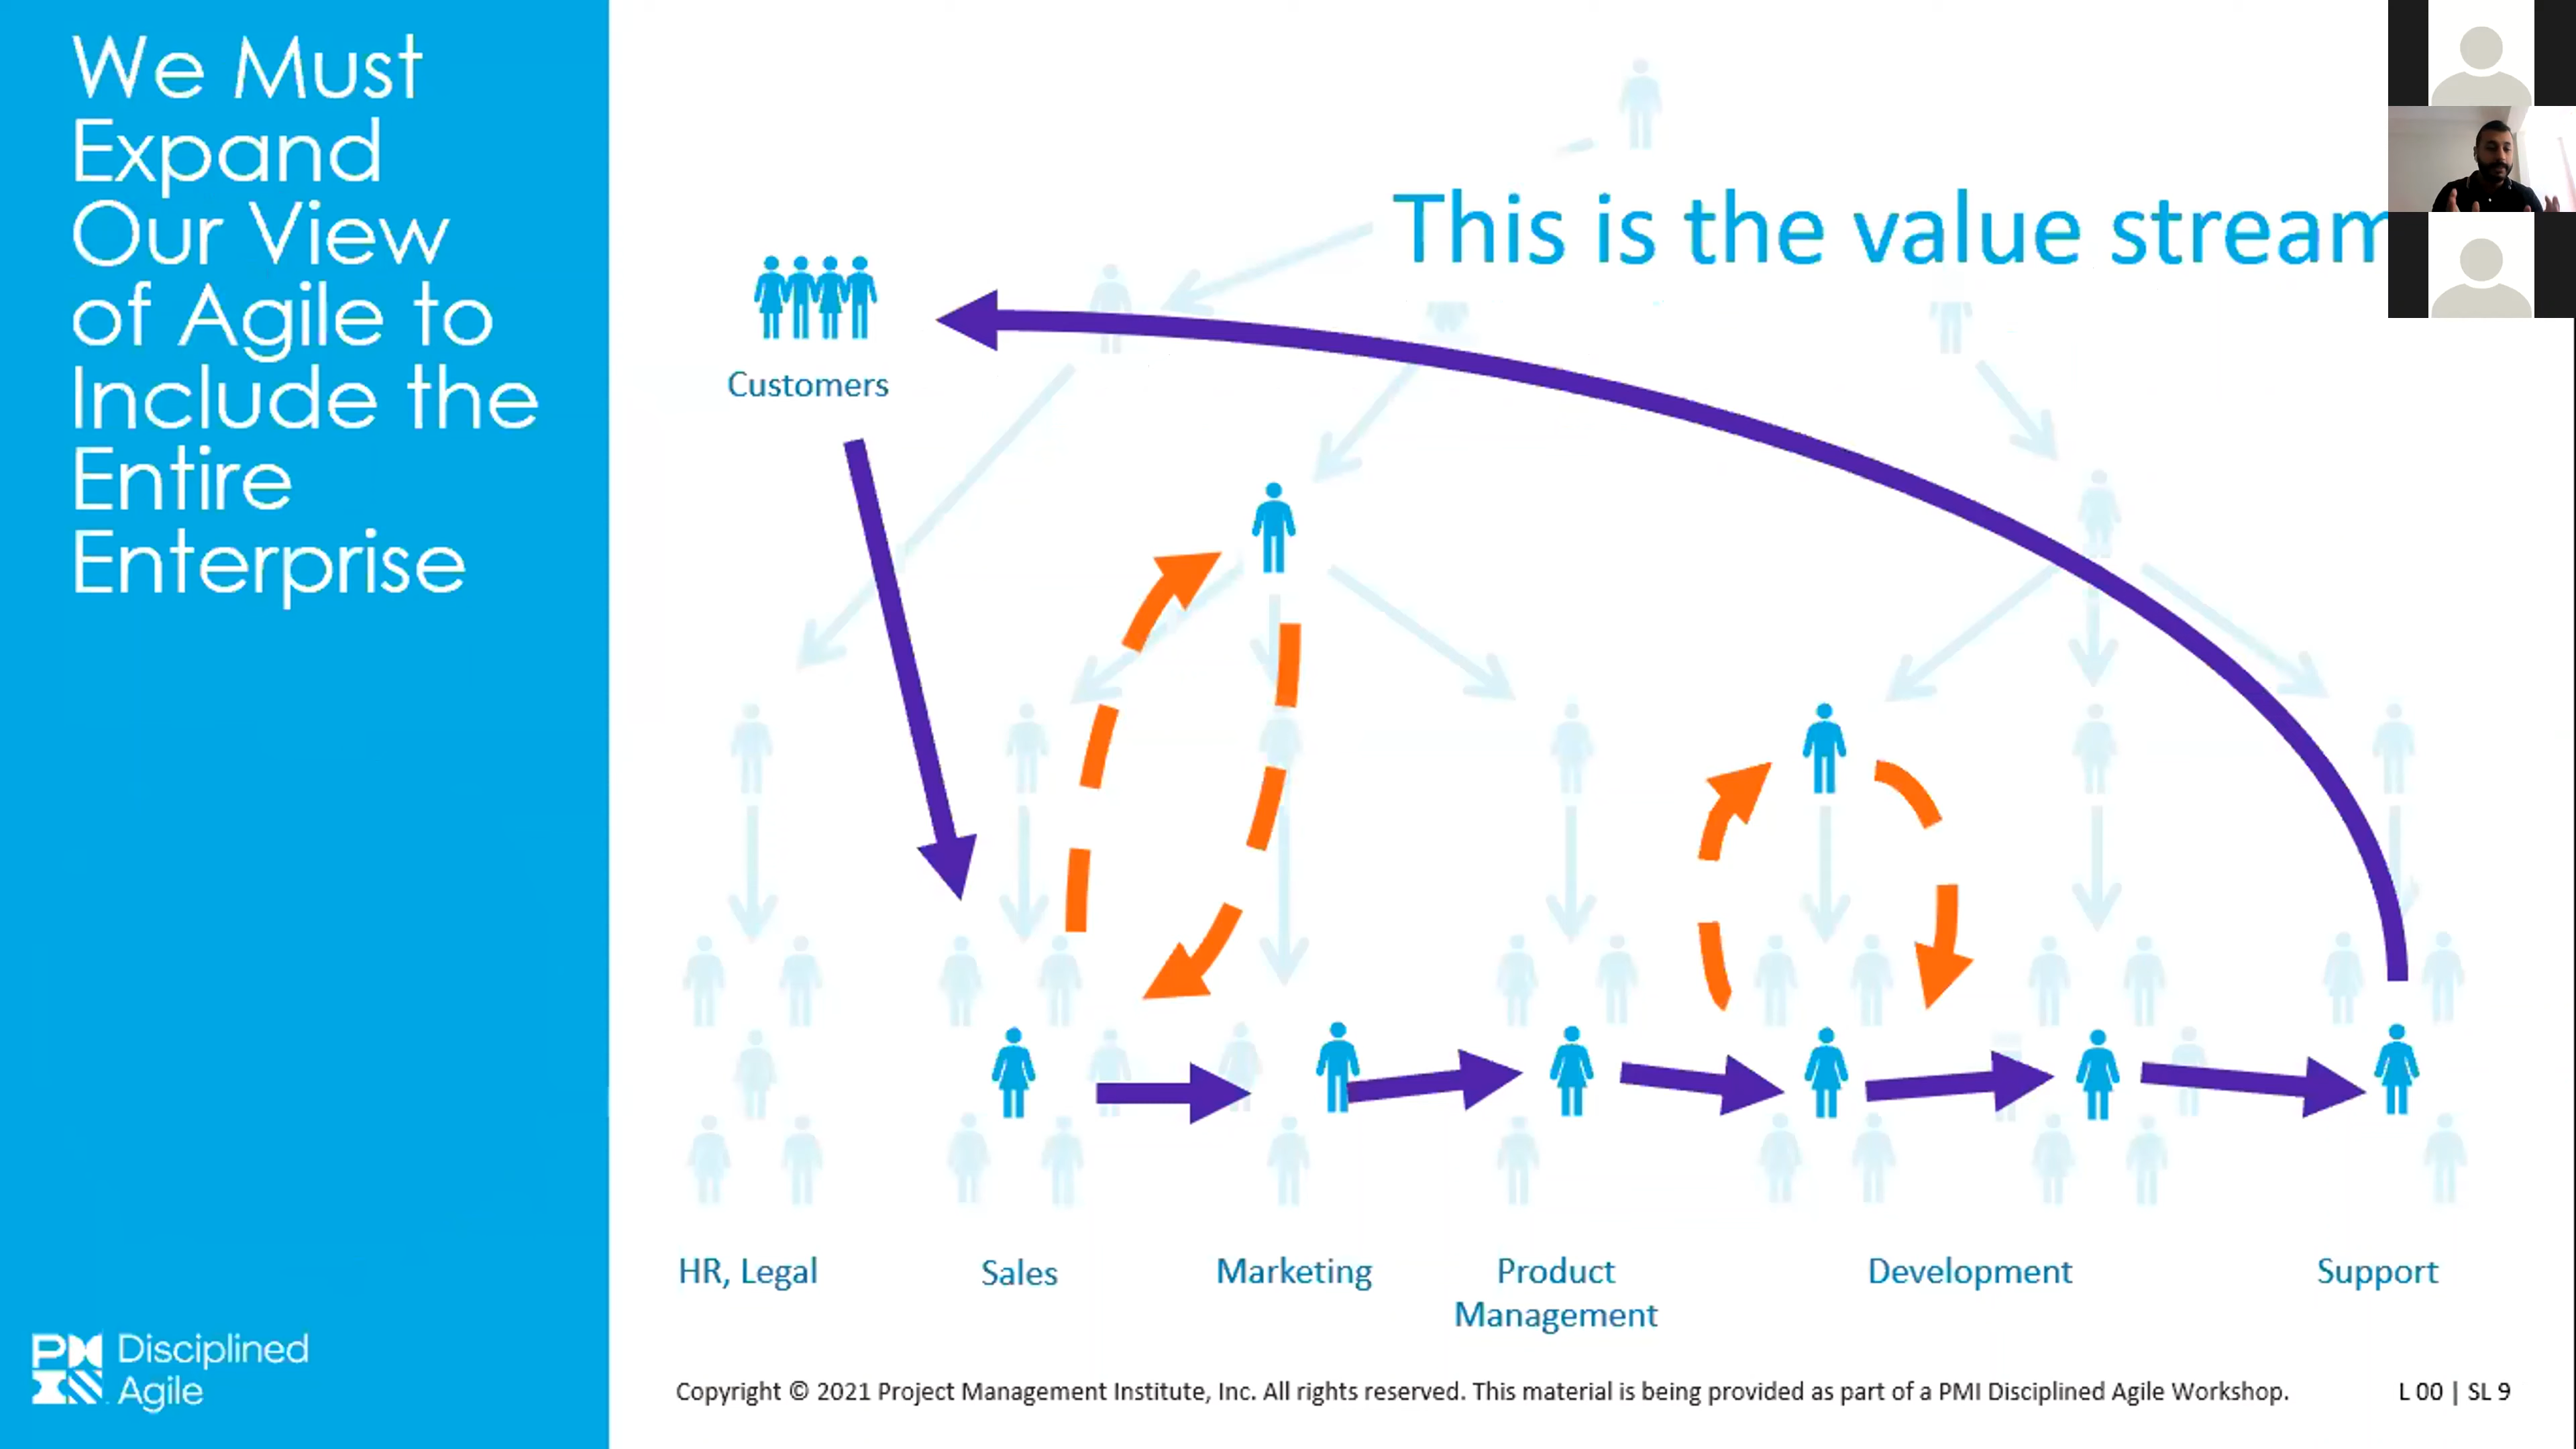 We Must
Expand
Our View
of Agile to
Include the
Entire
Enterprise
This is the value stream
Customers
HR, Legal
Sales
Marketing
Product
Management
Development
Support
PM
Disciplined
Agile
Copyright © 2021 Project Management Institute, Inc. All rights reserved. This material is being provided as part of a PMI Disciplined Agile Workshop.
L 00 | SL 9